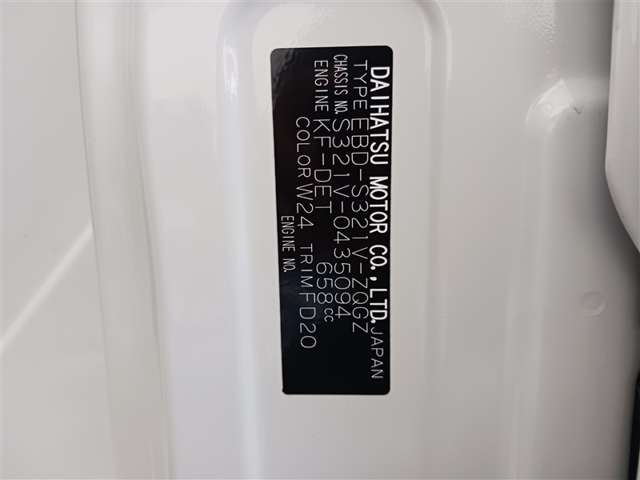 DAIHATSU MOTOR CO., LTD. JAPAN
TYPE EBD-S321V-ZQGZ
CHASSIS NO. S321V-0435094
ENGINE KF-DET 658cc
COLOR W24 TRIM FD20
ENGINE NO.